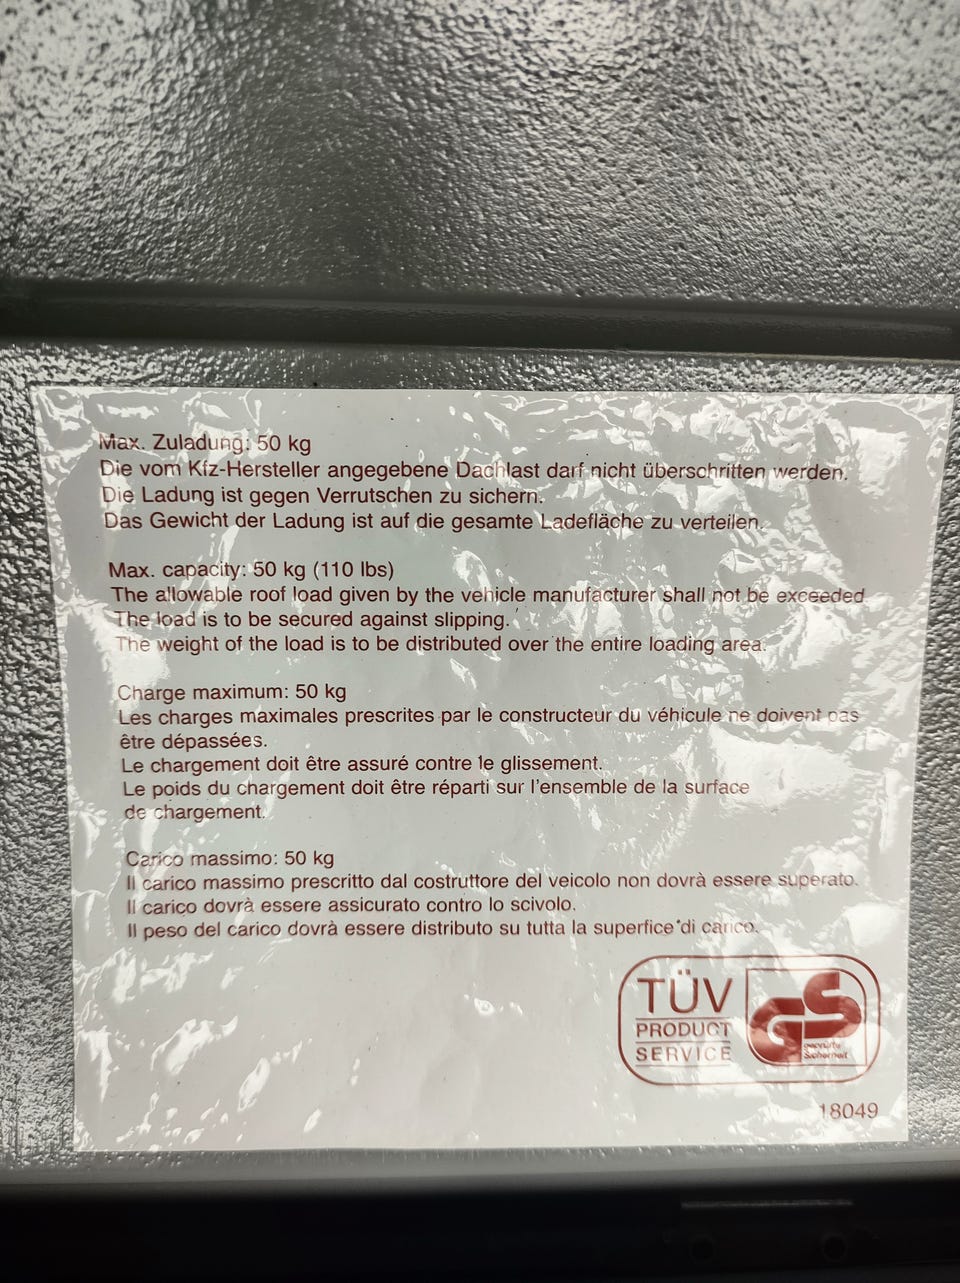 Max. Zuladung: 50 kg
Die vom Kfz-Hersteller angegebene Dachlast darf nicht überschritten werden.
Die Ladung ist gegen Verrutschen zu sichern.
Das Gewicht der Ladung ist auf die gesamte Ladefläche zu verteilen.
Max. capacity: 50 kg (110 lbs)
The allowable roof load given by the vehicle manufacturer shall not be exceeded
The load is to be secured against slipping.
The weight of the load is to be distributed over the entire loading area.
Charge maximum: 50 kg
Les charges maximales prescrites par le constructeur du véhicule ne doivent pas
être dépassées.
Le chargement doit être assuré contre le glissement.
Le poids du chargement doit être réparti sur l'ensemble de la surface
de chargement.
Carico massimo: 50 kg
Il carico massimo prescritto dal costruttore del veicolo non dovrà essere superato.
Il carico dovrà essere assicurato contro lo scivolo.
Il peso del carico dovrà essere distributo su tutta la superfice di carico.
TÜV
PRODUCT
SERVICE
GS
geprüfte
Sicherheit
18049